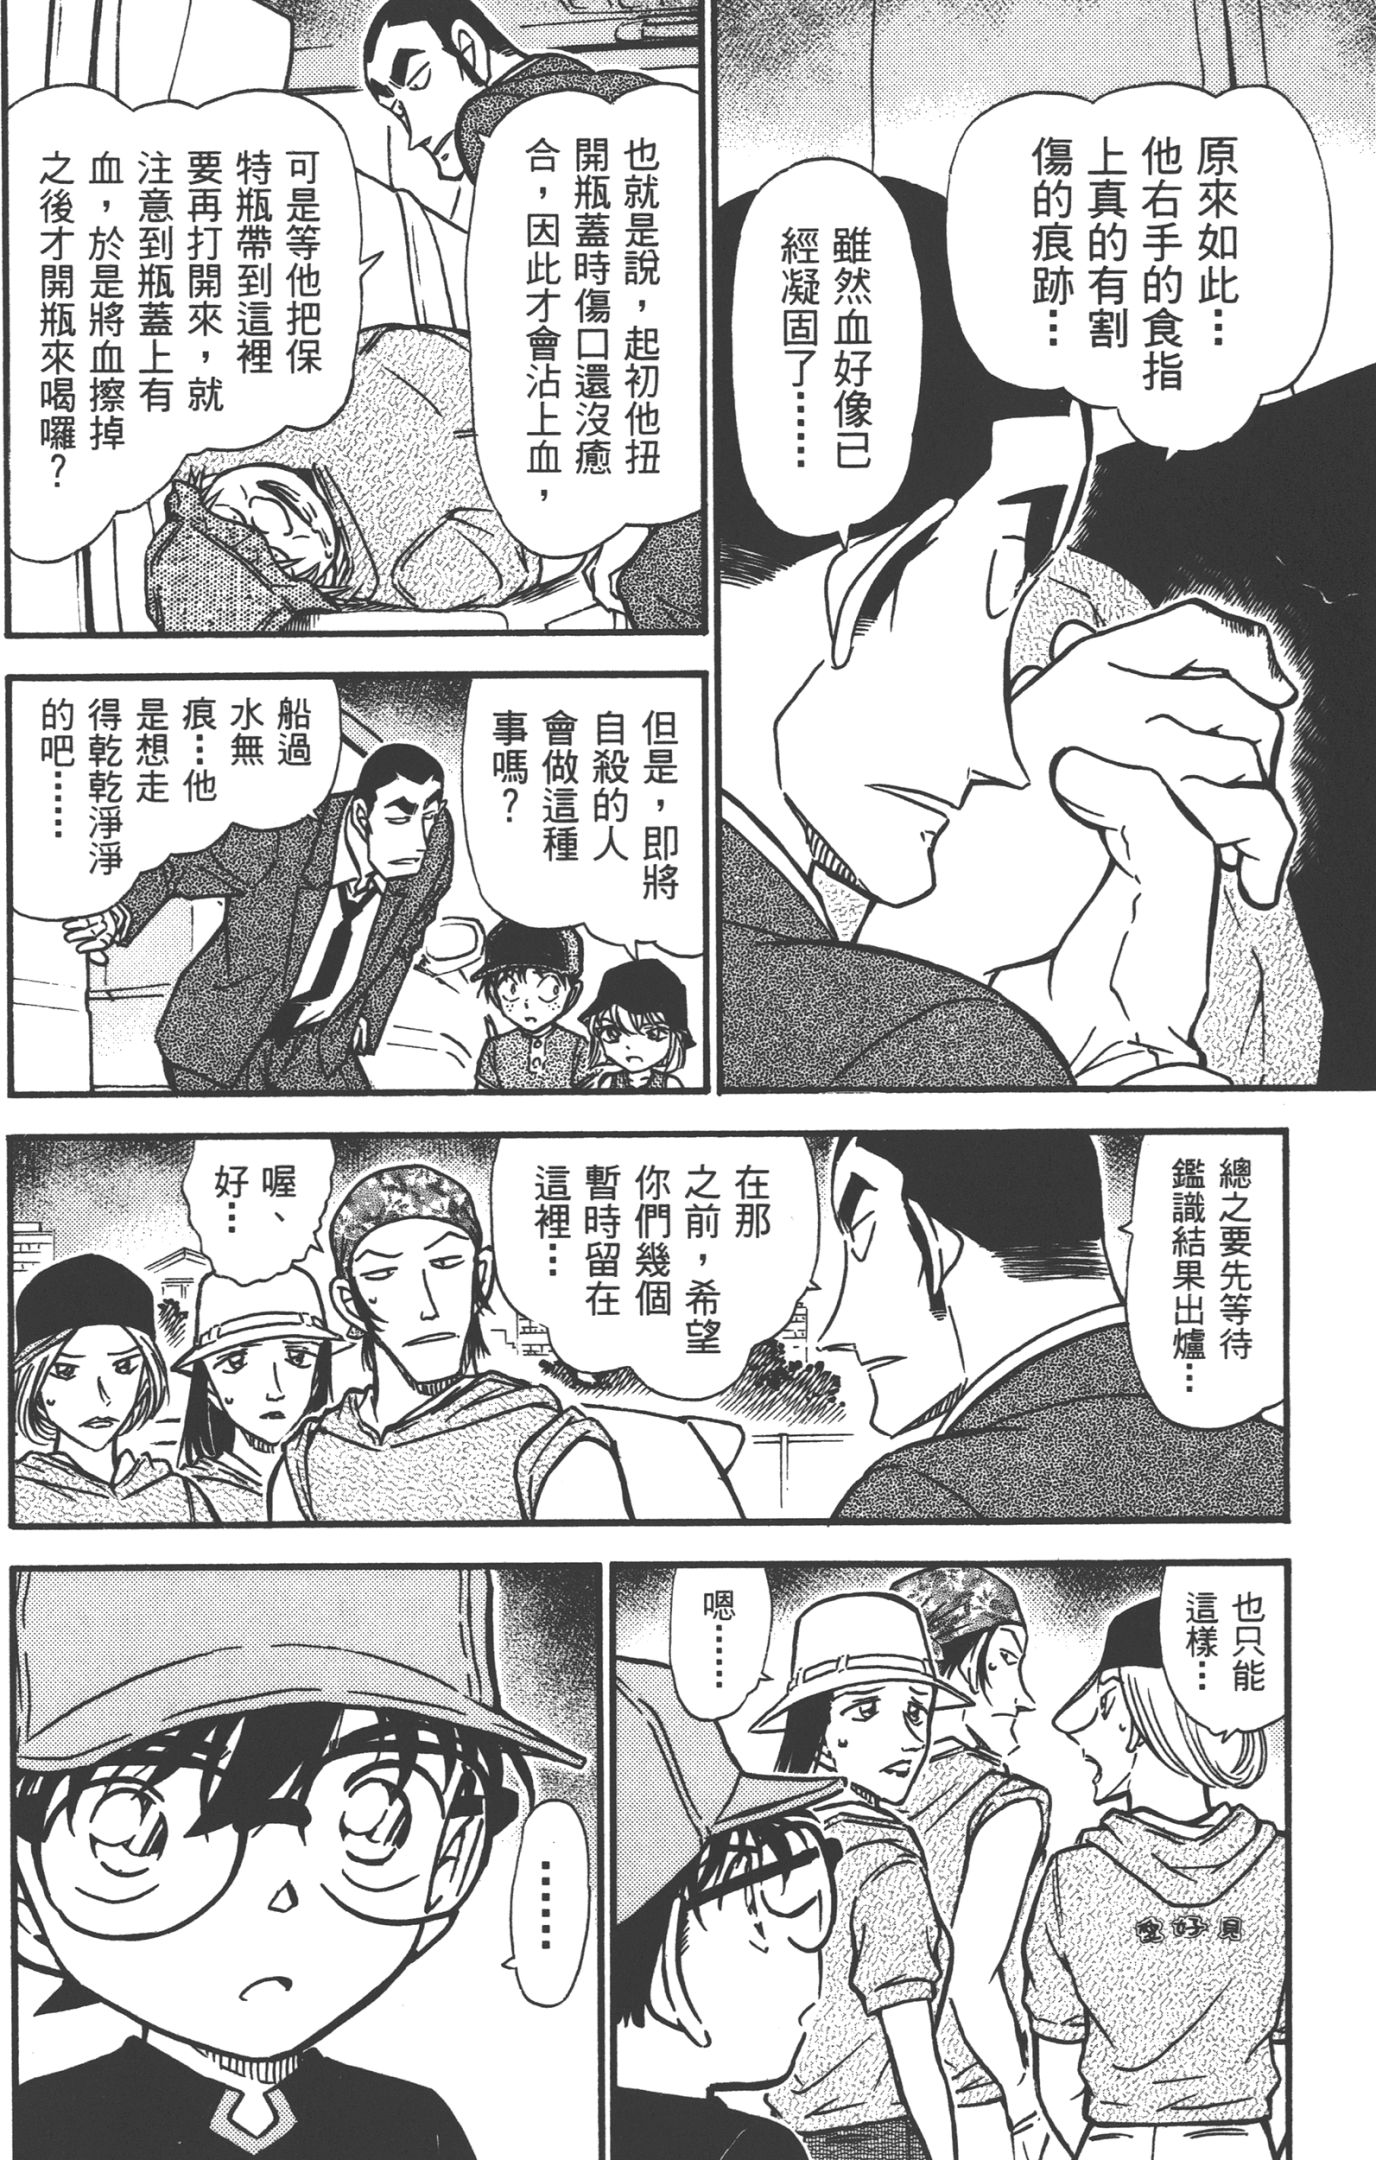 原來如此…
他右手的食指
上真的有割
傷的痕跡…
雖然血好像已
經凝固了……
也就是說，起初他扭
開瓶蓋時傷口還沒癒
合，因此才會沾上血，
可是等他把保
特瓶帶到這裡
要再打開來，就
注意到瓶蓋上有
血，於是將血擦掉
之後才開瓶來喝囉？
但是，即將
自殺的人
會做這種
事嗎？
船過
水無
痕…他
是想走
得乾乾淨淨
的吧……
總之要先等待
鑑識結果出爐…
在那
之前，希望
你們幾個
暫時留在
這裡…
喔、
好…
也只能
這樣…
嗯……
……